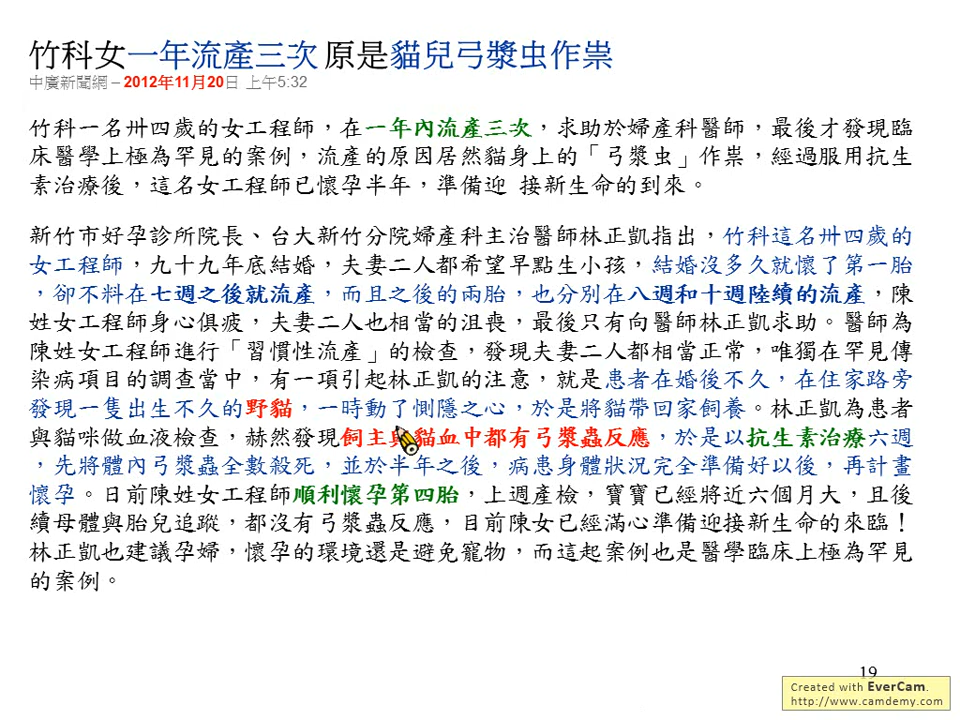 竹科女一年流產三次 原是貓兒弓漿虫作祟
中廣新聞網 – 2012年11月20日 上午5:32
竹科一名卅四歲的女工程師，在一年內流產三次，求助於婦產科醫師，最後才發現臨
床醫學上極為罕見的案例，流產的原因居然貓身上的「弓漿虫」作祟，經過服用抗生
素治療後，這名女工程師已懷孕半年，準備迎 接新生命的到來。
新竹市好孕診所院長、台大新竹分院婦產科主治醫師林正凱指出，竹科這名卅四歲的
女工程師，九十九年底結婚，夫妻二人都希望早點生小孩，結婚沒多久就懷了第一胎
，卻不料在七週之後就流產，而且之後的兩胎，也分別在八週和十週陸續的流產，陳
姓女工程師身心俱疲，夫妻二人也相當的沮喪，最後只有向醫師林正凱求助。醫師為
陳姓女工程師進行「習慣性流產」的檢查，發現夫妻二人都相當正常，唯獨在罕見傳
染病項目的調查當中，有一項引起林正凱的注意，就是患者在婚後不久，在住家路旁
發現一隻出生不久的野貓，一時動了惻隱之心，於是將貓帶回家飼養。林正凱為患者
與貓咪做血液檢查，赫然發現飼主與貓血中都有弓漿蟲反應，於是以抗生素治療六週
，先將體內弓漿蟲全數殺死，並於半年之後，病患身體狀況完全準備好以後，再計畫
懷孕。日前陳姓女工程師順利懷孕第四胎，上週產檢，寶寶已經將近六個月大，且後
續母體與胎兒追蹤，都沒有弓漿蟲反應，目前陳女已經滿心準備迎接新生命的來臨！
林正凱也建議孕婦，懷孕的環境還是避免寵物，而這起案例也是醫學臨床上極為罕見
的案例。
19
Created with EverCam.
http://www.camdemy.com